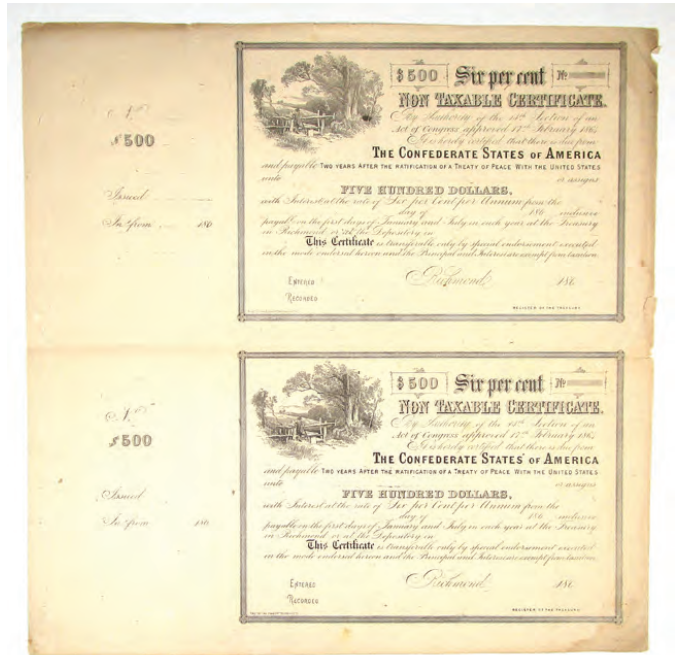 No.
$500
Issued
Int. from 186
$500 Six per cent No.
NON TAXABLE CERTIFICATE.
By Authority of the 14th Section of an
Act of Congress approved 17th February 186
It is hereby certified that there is due from
THE CONFEDERATE STATES OF AMERICA
and payable TWO YEARS AFTER THE RATIFICATION OF A TREATY OF PEACE WITH THE UNITED STATES
unto or assigns
FIVE HUNDRED DOLLARS,
with Interest at the rate of Six per Cent per Annum from the
day of 186 inclusive
payable on the first days of January and July in each year at the Treasury
in Richmond or at the Depository in
This Certificate is transferable only by special endorsement executed
in the mode endorsed hereon and the Principal and Interest are exempt from taxation.
Richmond, 186
ENTERED
RECORDED
REGISTER OF THE TREASURY
No.
$500
Issued
Int. from 186
$500 Six per cent No.
NON TAXABLE CERTIFICATE.
By Authority of the 14th Section of an
Act of Congress approved 17th February 186
It is hereby certified that there is due from
THE CONFEDERATE STATES OF AMERICA
and payable TWO YEARS AFTER THE RATIFICATION OF A TREATY OF PEACE WITH THE UNITED STATES
unto or assigns
FIVE HUNDRED DOLLARS,
with Interest at the rate of Six per Cent per Annum from the
day of 186 inclusive
payable on the first days of January and July in each year at the Treasury
in Richmond or at the Depository in
This Certificate is transferable only by special endorsement executed
in the mode endorsed hereon and the Principal and Interest are exempt from taxation.
Richmond, 186
ENTERED
RECORDED
REGISTER OF THE TREASURY